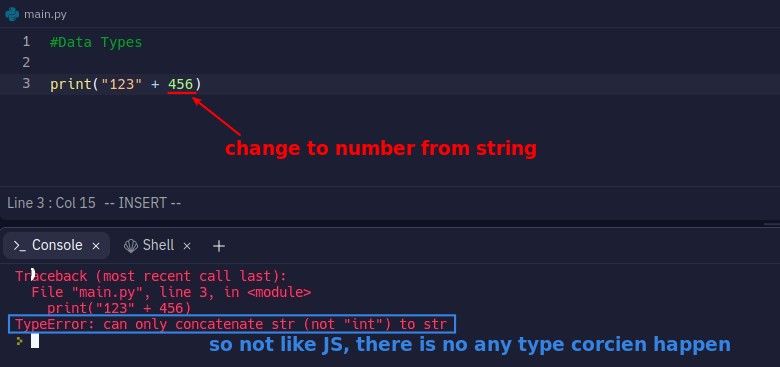 main.py
1 #Data Types
2
3 print("123" + 456)
change to number from string
Line 3 : Col 15 -- INSERT --
>_ Console × Shell × +
Traceback (most recent call last):
File "main.py", line 3, in <module>
print("123" + 456)
TypeError: can only concatenate str (not "int") to str
so not like JS, there is no any type corcien happen